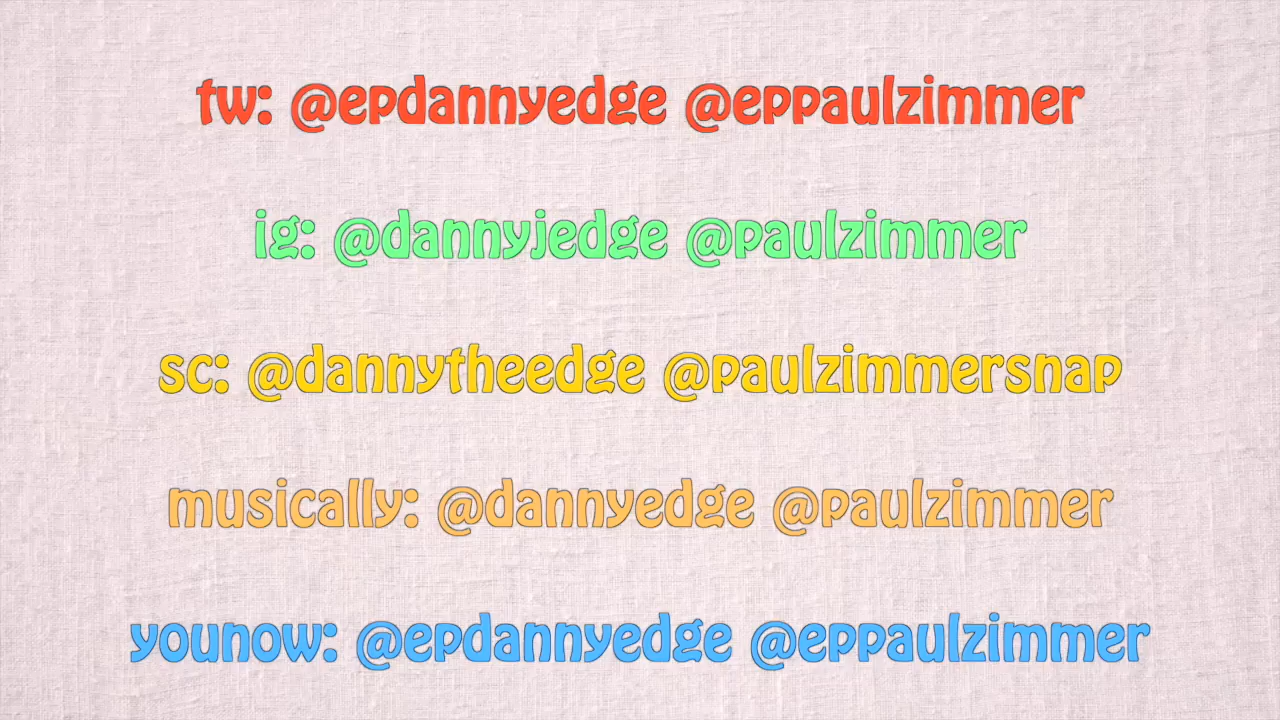 tw: @epdannyedge @eppaulzimmer
ig: @dannyjedge @paulzimmer
sc: @dannytheedge @paulzimmersnap
musically: @dannyedge @paulzimmer
younow: @epdannyedge @eppaulzimmer